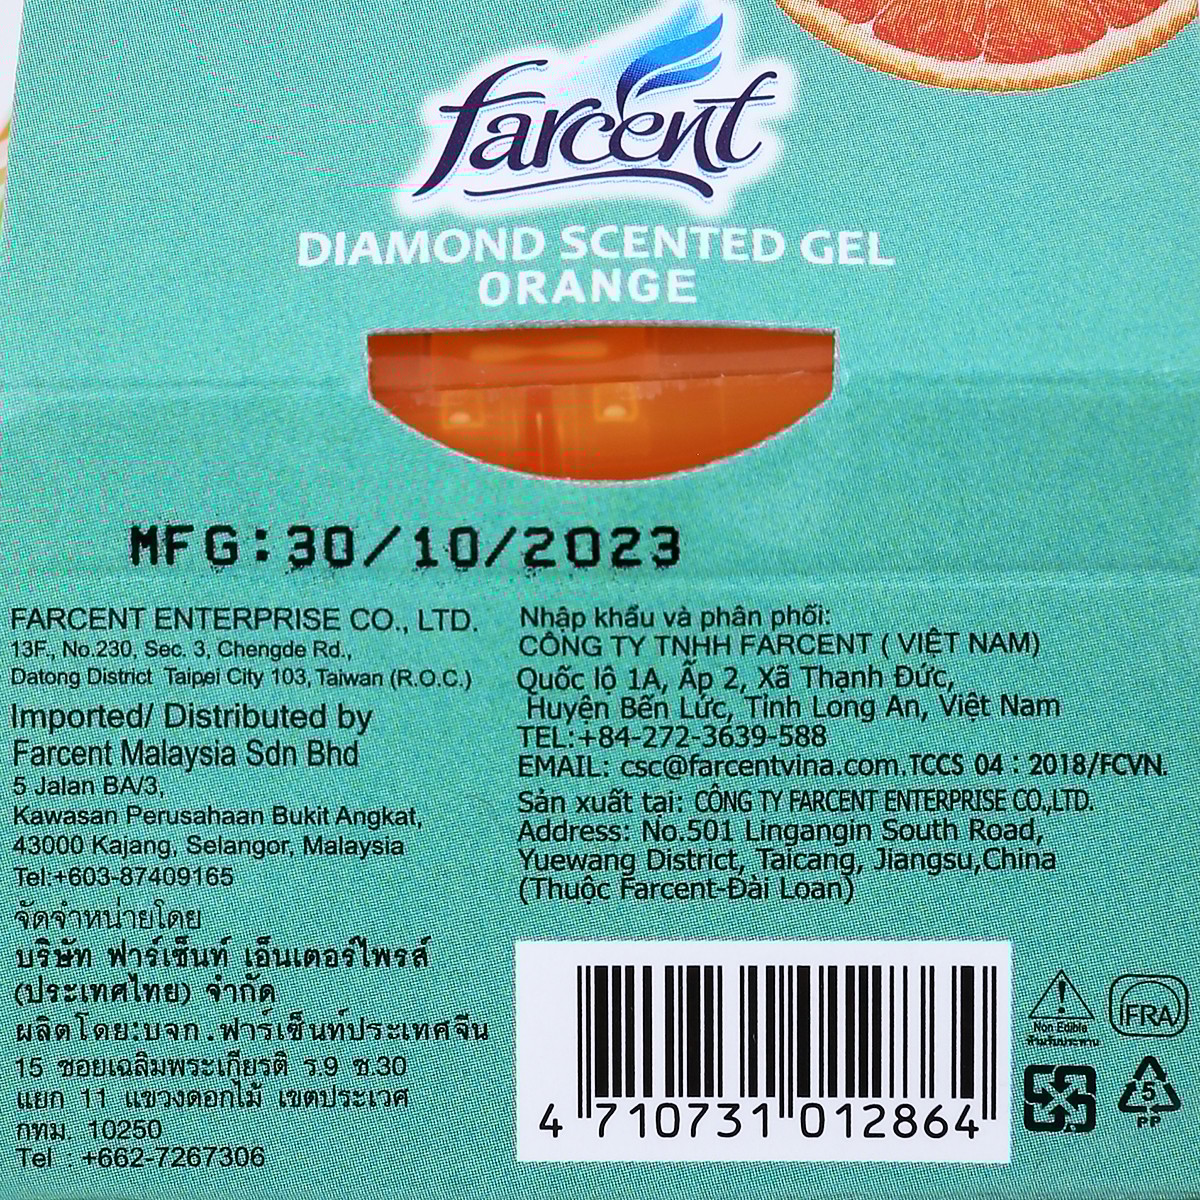 farcent
DIAMOND SCENTED GEL
ORANGE
MFG:30/10/2023
FARCENT ENTERPRISE CO., LTD.
13F., No.230, Sec. 3, Chengde Rd.,
Datong District Taipei City 103, Taiwan (R.O.C.)
Imported/ Distributed by
Farcent Malaysia Sdn Bhd
5 Jalan BA/3,
Kawasan Perusahaan Bukit Angkat,
43000 Kajang, Selangor, Malaysia
Tel:+603-87409165
จัดจำหน่ายโดย
บริษัท ฟาร์เซ็นท์ เอ็นเตอร์ไพรส์
(ประเทศไทย) จำกัด
ผลิตโดย:บจก.ฟาร์เซ็นท์ประเทศจีน
15 ซอยเฉลิมพระเกียรติ ร.9 ซ.30
แยก 11 แขวงดอกไม้ เขตประเวศ
กทม. 10250
Tel : +662-7267306
Nhập khẩu và phân phối:
CÔNG TY TNHH FARCENT ( VIỆT NAM)
Quốc lộ 1A, Ấp 2, Xã Thạnh Đức,
Huyện Bến Lức, Tỉnh Long An, Việt Nam
TEL:+84-272-3639-588
EMAIL: csc@farcentvina.com.TCCS 04 : 2018/FCVN.
Sản xuất tại: CÔNG TY FARCENT ENTERPRISE CO.,LTD.
Address: No.501 Lingangin South Road,
Yuewang District, Taicang, Jiangsu,China
(Thuộc Farcent-Đài Loan)
4 710731 012864
Non Edible
ห้ามรับประทาน
FRA
5
PP